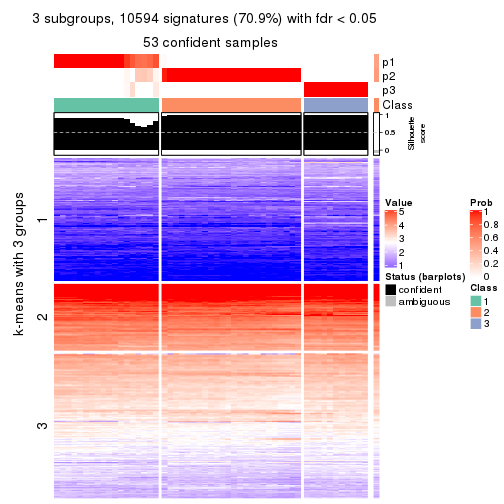 3 subgroups, 10594 signatures (70.9%) with fdr < 0.05
53 confident samples
p1
p2
p3
Class
1
0.5
0
Silhouette
score
k-means with 3 groups
1
2
3
Value
5
4
3
2
1
Status (barplots)
confident
ambiguous
Prob
1
0.8
0.6
0.4
0.2
0
Class
1
2
3